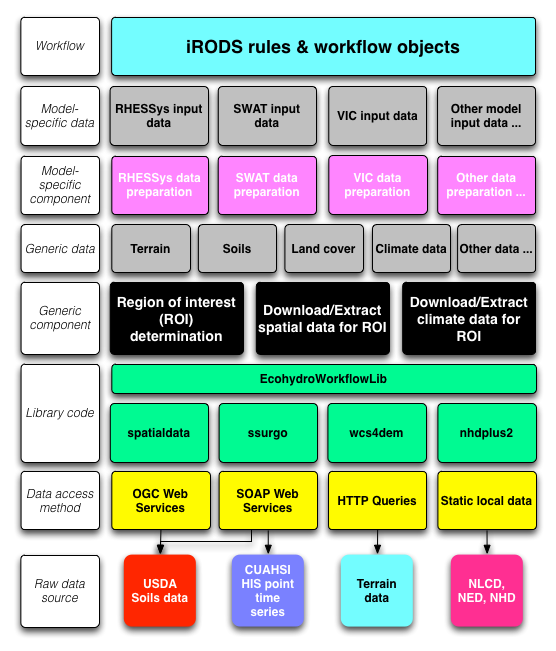 Workflow
iRODS rules & workflow objects
Model-
specific data
RHESSys input
data
SWAT input
data
VIC input data
Other model
input data ...
Model-
specific
component
RHESSys data
preparation
SWAT data
preparation
VIC data
preparation
Other data
preparation ...
Generic data
Terrain
Soils
Land cover
Climate data
Other data ...
Generic
component
Region of interest
(ROI)
determination
Download/Extract
spatial data for ROI
Download/Extract
climate data for
ROI
Library code
EcohydroWorkflowLib
spatialdata
ssurgo
wcs4dem
nhdplus2
Data access
method
OGC Web
Services
SOAP Web
Services
HTTP Queries
Static local data
Raw data
source
USDA
Soils data
CUAHSI
HIS point
time
series
Terrain
data
NLCD,
NED, NHD